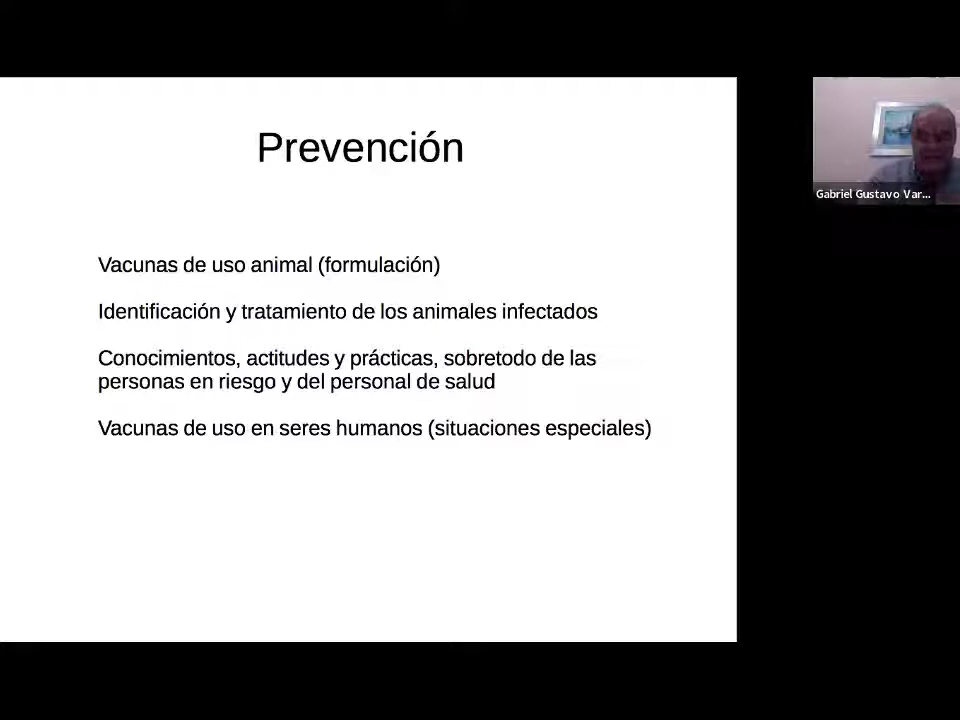 Prevención
Gabriel Gustavo Var...
Vacunas de uso animal (formulación)
Identificación y tratamiento de los animales infectados
Conocimientos, actitudes y prácticas, sobretodo de las
personas en riesgo y del personal de salud
Vacunas de uso en seres humanos (situaciones especiales)